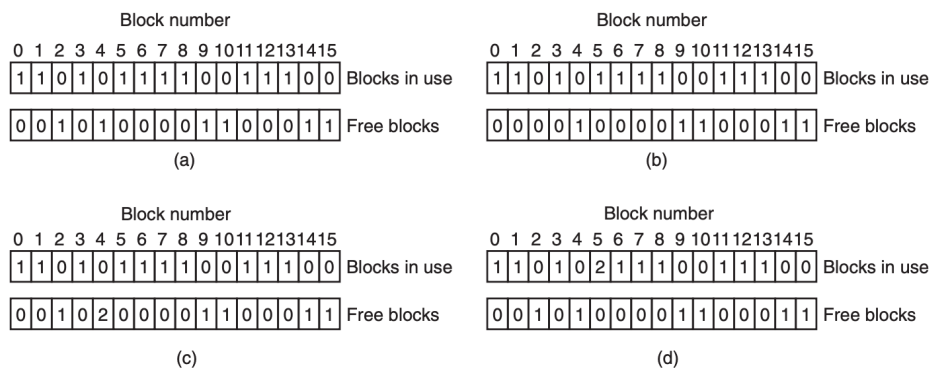 Block number
0 1 2 3 4 5 6 7 8 9 10 11 12 13 14 15
1 1 0 1 0 1 1 1 1 0 0 1 1 1 0 0 Blocks in use
0 0 1 0 1 0 0 0 0 1 1 0 0 0 1 1 Free blocks
(a)
Block number
0 1 2 3 4 5 6 7 8 9 10 11 12 13 14 15
1 1 0 1 0 1 1 1 1 0 0 1 1 1 0 0 Blocks in use
0 0 0 0 1 0 0 0 0 1 1 0 0 0 1 1 Free blocks
(b)
Block number
0 1 2 3 4 5 6 7 8 9 10 11 12 13 14 15
1 1 0 1 0 1 1 1 1 0 0 1 1 1 0 0 Blocks in use
0 0 1 0 2 0 0 0 0 1 1 0 0 0 1 1 Free blocks
(c)
Block number
0 1 2 3 4 5 6 7 8 9 10 11 12 13 14 15
1 1 0 1 0 2 1 1 1 0 0 1 1 1 0 0 Blocks in use
0 0 1 0 1 0 0 0 0 1 1 0 0 0 1 1 Free blocks
(d)